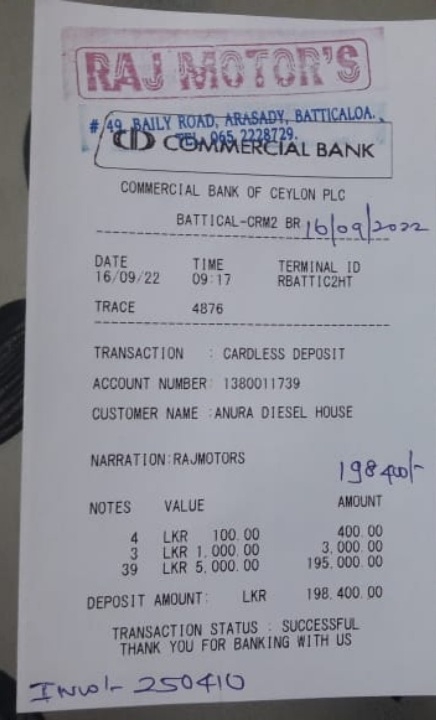 RAJ MOTOR'S
# 49, BAILY ROAD, ARASADY, BATTICALOA.
TEL. 065 2228729.
COMMERCIAL BANK
COMMERCIAL BANK OF CEYLON PLC
BATTICAL-CRM2 BR 16/09/2022
DATE TIME TERMINAL ID
16/09/22 09:17 RBATTIC2HT
TRACE 4876
TRANSACTION : CARDLESS DEPOSIT
ACCOUNT NUMBER: 1380011739
CUSTOMER NAME :ANURA DIESEL HOUSE
NARRATION:RAJMOTORS
198400/-
NOTES VALUE AMOUNT
4 LKR 100.00 400.00
3 LKR 1,000.00 3,000.00
39 LKR 5,000.00 195,000.00
DEPOSIT AMOUNT: LKR 198,400.00
TRANSACTION STATUS : SUCCESSFUL
THANK YOU FOR BANKING WITH US
250410